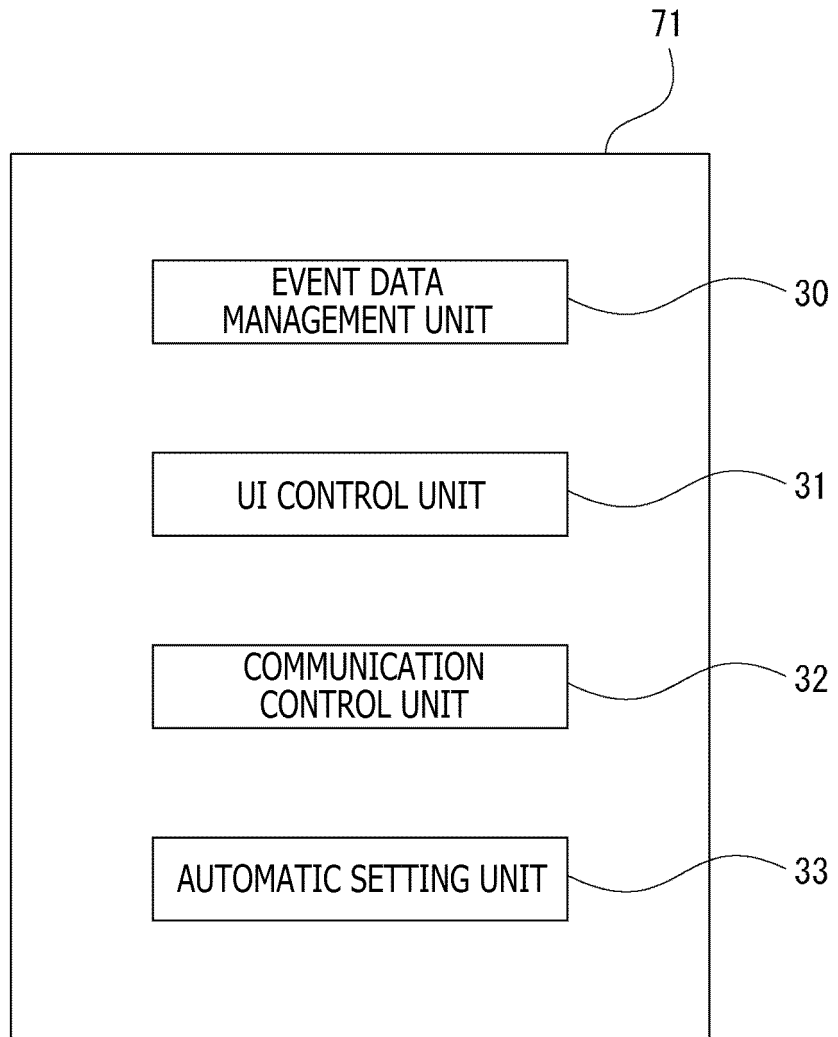 71
EVENT DATA
MANAGEMENT UNIT
30
UI CONTROL UNIT
31
COMMUNICATION
CONTROL UNIT
32
AUTOMATIC SETTING UNIT
33